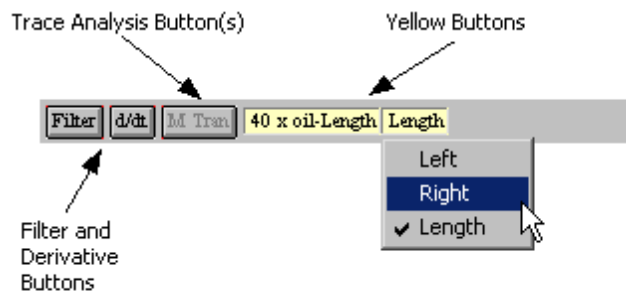 Trace Analysis Button(s) Yellow Buttons
Filter d/dt M Tran 40 x oil-Length Length
Left
Right
Length
Filter and
Derivative
Buttons